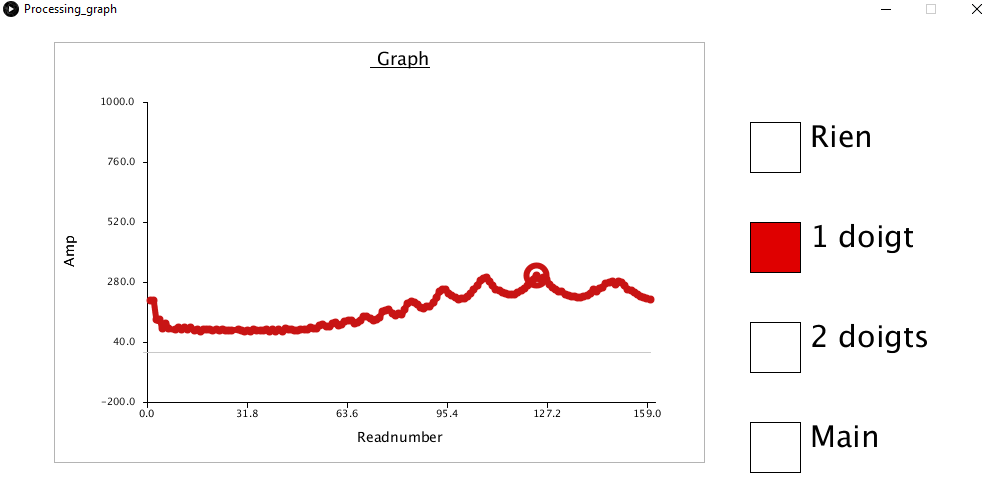 Processing_graph
Graph
1000.0
760.0
520.0
280.0
40.0
-200.0
Amp
0.0 31.8 63.6 95.4 127.2 159.0
Readnumber
Rien
1 doigt
2 doigts
Main